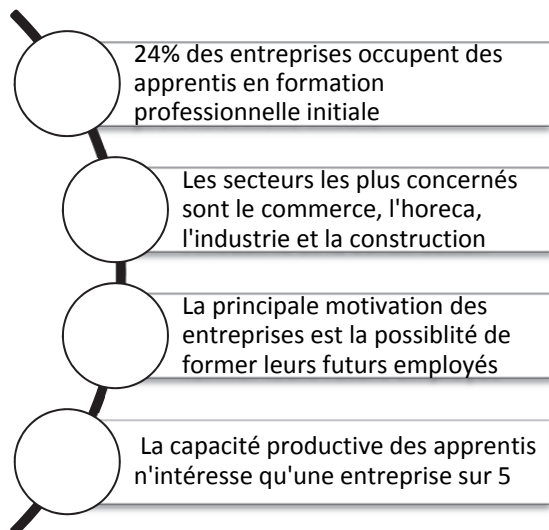 24% des entreprises occupent des
apprentis en formation
professionnelle initiale
Les secteurs les plus concernés
sont le commerce, l'horeca,
l'industrie et la construction
La principale motivation des
entreprises est la possiblité de
former leurs futurs employés
La capacité productive des apprentis
n'intéresse qu'une entreprise sur 5